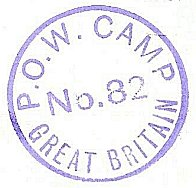 P.O.W. CAMP
No. 82
GREAT BRITAIN